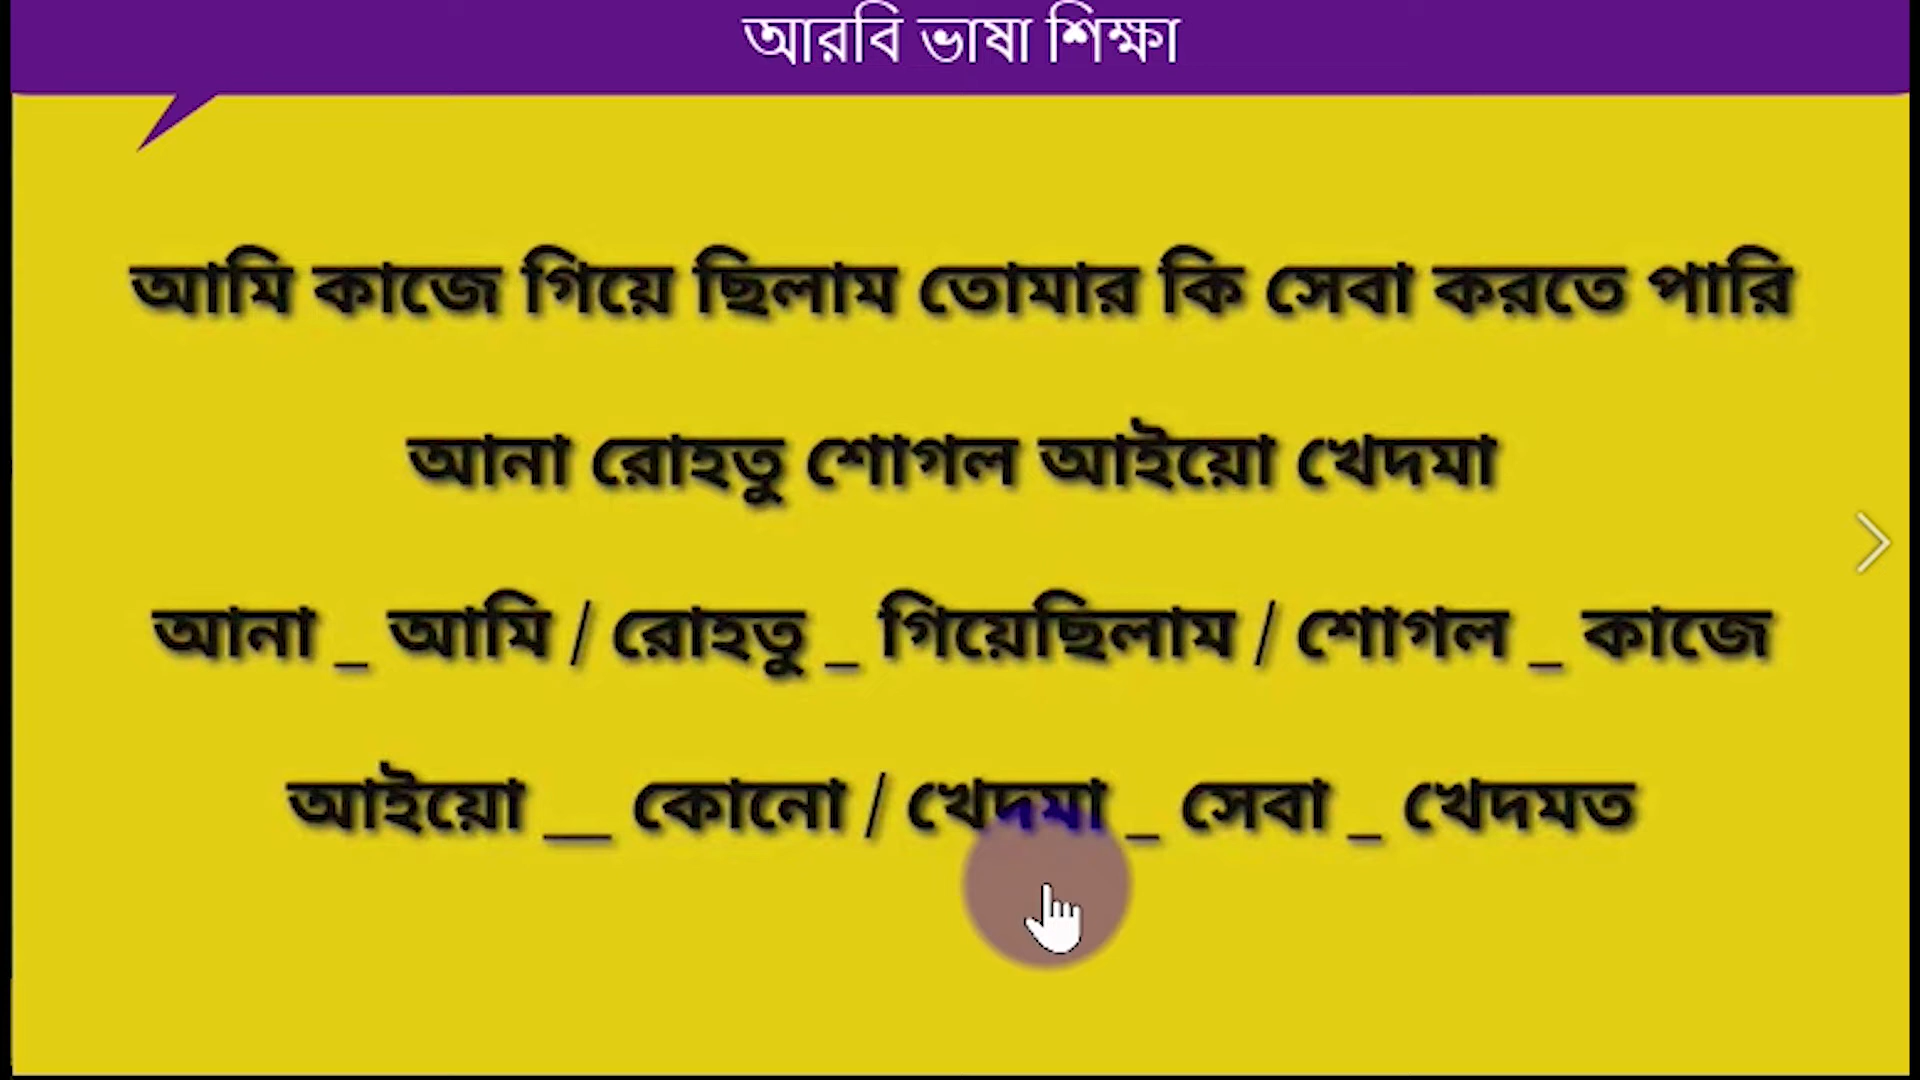 আরবি ভাষা শিক্ষা
আমি কাজে গিয়ে ছিলাম তোমার কি সেবা করতে পারি
আনা রোহতু শোগল আইয়ো খেদমা
আনা _ আমি / রোহতু _ গিয়েছিলাম / শোগল _ কাজে
আইয়ো __ কোনো / খেদমা _ সেবা _ খেদমত